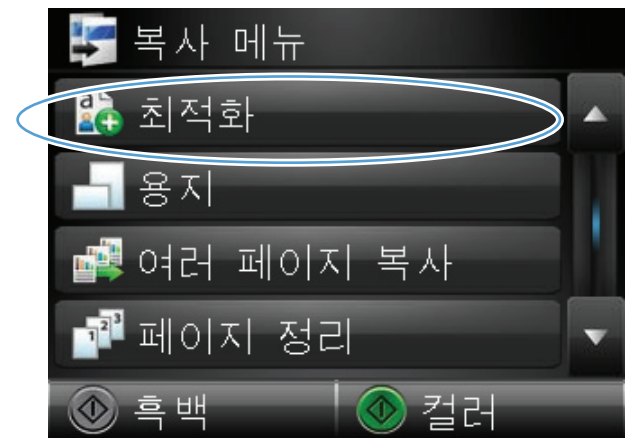 복사 메뉴
최적화
용지
여러 페이지 복사
페이지 정리
흑백 컬러